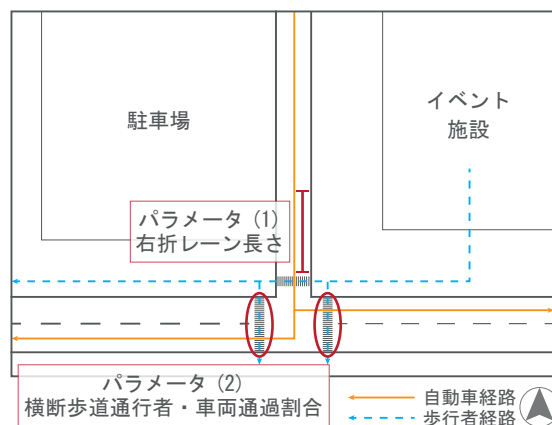 駐車場
イベント
施設
パラメータ (1)
右折レーン長さ
パラメータ (2)
横断歩道通行者・車両通過割合
自動車経路
歩行者経路